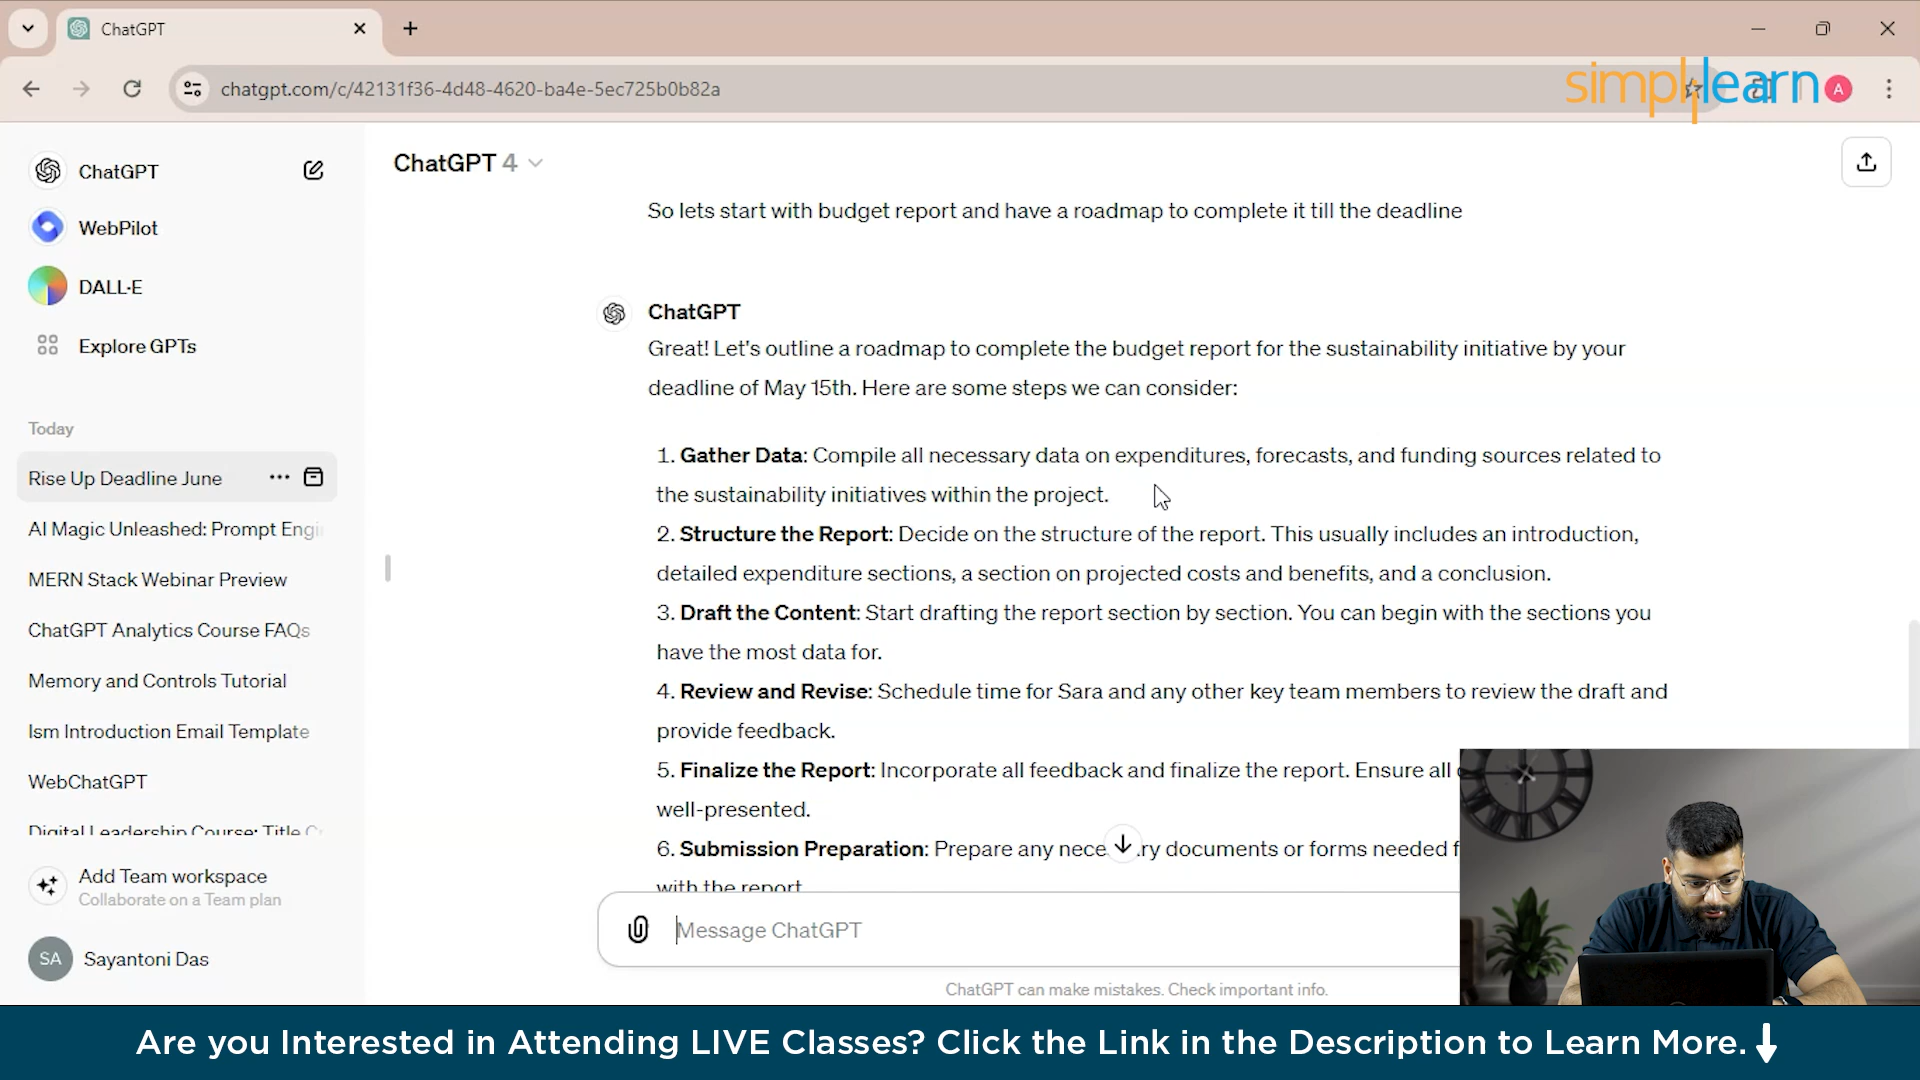 ChatGPT
chatgpt.com/c/42131f36-4d48-4620-ba4e-5ec725b0b82a
simplilearn
A
ChatGPT
WebPilot
DALL·E
Explore GPTs
Today
Rise Up Deadline June
AI Magic Unleashed: Prompt Engi
MERN Stack Webinar Preview
ChatGPT Analytics Course FAQs
Memory and Controls Tutorial
Ism Introduction Email Template
WebChatGPT
Digital Leadership Course: Title
Add Team workspace
Collaborate on a Team plan
SA
Sayantoni Das
ChatGPT 4
So lets start with budget report and have a roadmap to complete it till the deadline
ChatGPT
Great! Let's outline a roadmap to complete the budget report for the sustainability initiative by your
deadline of May 15th. Here are some steps we can consider:
1. Gather Data: Compile all necessary data on expenditures, forecasts, and funding sources related to
the sustainability initiatives within the project.
2. Structure the Report: Decide on the structure of the report. This usually includes an introduction,
detailed expenditure sections, a section on projected costs and benefits, and a conclusion.
3. Draft the Content: Start drafting the report section by section. You can begin with the sections you
have the most data for.
4. Review and Revise: Schedule time for Sara and any other key team members to review the draft and
provide feedback.
5. Finalize the Report: Incorporate all feedback and finalize the report. Ensure all
well-presented.
6. Submission Preparation: Prepare any documents or forms needed
with the report
Message ChatGPT
ChatGPT can make mistakes. Check important info.
Are you Interested in Attending LIVE Classes? Click the Link in the Description to Learn More.